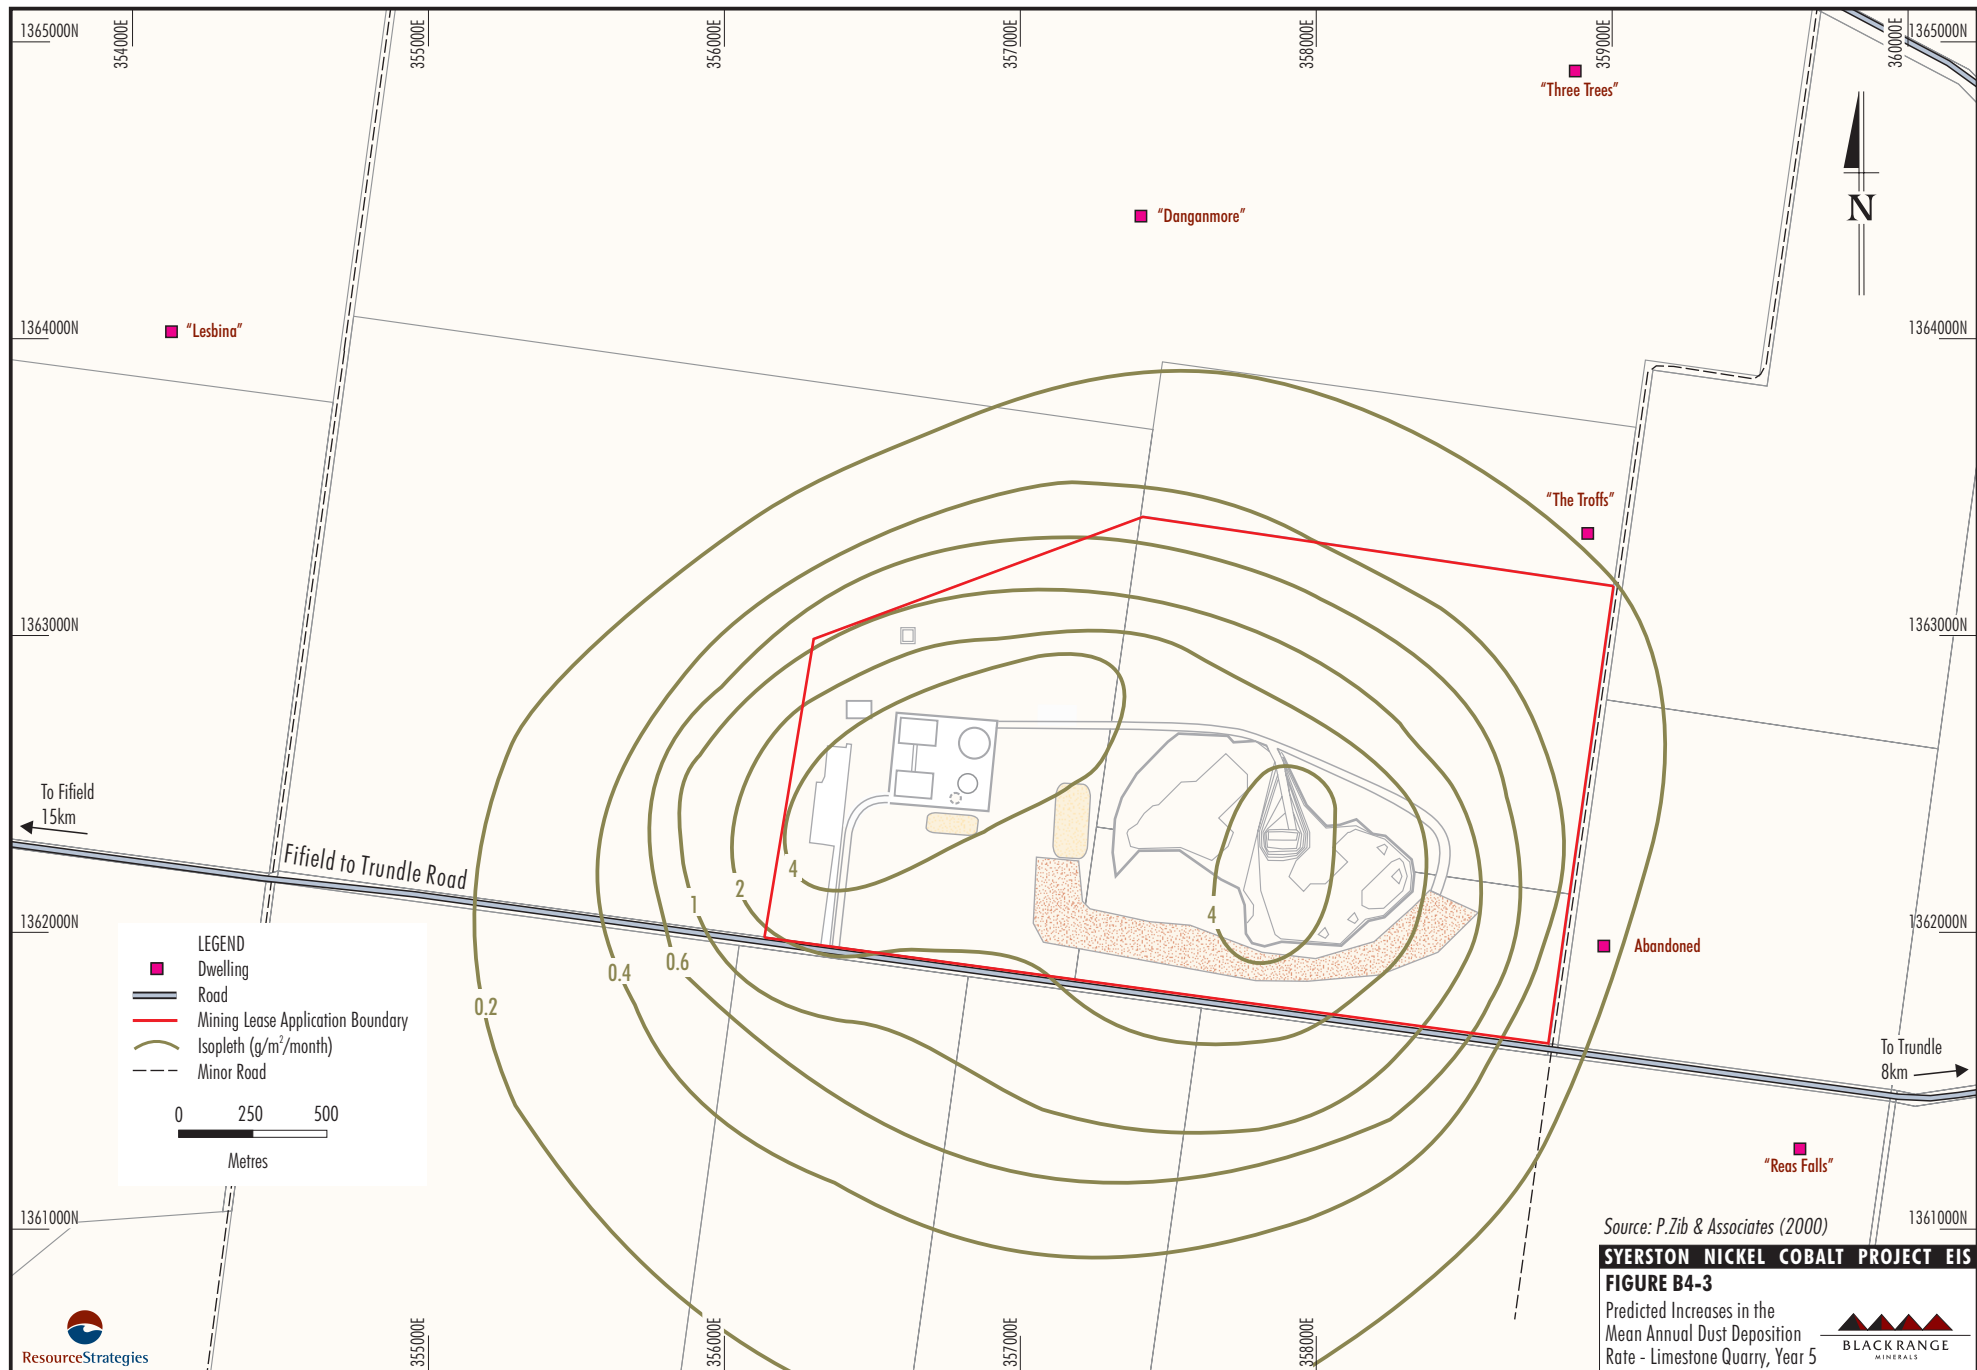 1365000N
354000E
355000E
356000E
357000E
358000E
359000E
360000E
1365000N
"Three Trees"
N
"Danganmore"
1364000N
"Lesbina"
1364000N
"The Troffs"
1363000N
1363000N
To Fifield
15km
Fifield to Trundle Road
4
2
1
4
0.6
0.4
0.2
1362000N
1362000N
Abandoned
LEGEND
Dwelling
Road
Mining Lease Application Boundary
Isopleth (g/m²/month)
Minor Road
0 250 500
Metres
To Trundle
8km
"Reas Falls"
1361000N
1361000N
Source: P.Zib & Associates (2000)
SYERSTON NICKEL COBALT PROJECT EIS
FIGURE B4-3
Predicted Increases in the
Mean Annual Dust Deposition
Rate - Limestone Quarry, Year 5
BLACK RANGE
MINERALS
ResourceStrategies
355000E
356000E
357000E
358000E